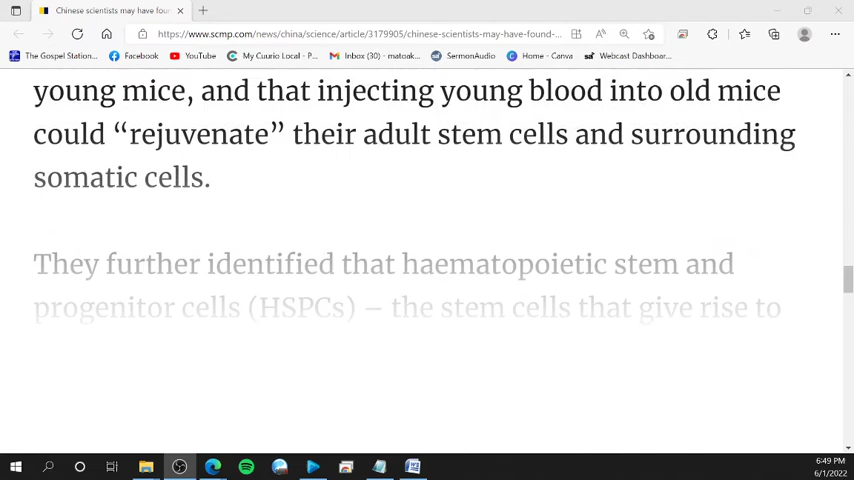 Chinese scientists may have foun
https://www.scmp.com/news/china/science/article/3179905/chinese-scientists-may-have-found-...
The Gospel Station...
Facebook
YouTube
My Cuurio Local - P...
Inbox (30) - matoak...
SermonAudio
Home - Canva
Webcast Dashboar...
young mice, and that injecting young blood into old mice
could “rejuvenate” their adult stem cells and surrounding
somatic cells.
They further identified that haematopoietic stem and
progenitor cells (HSPCs) – the stem cells that give rise to
6:49 PM
6/1/2022